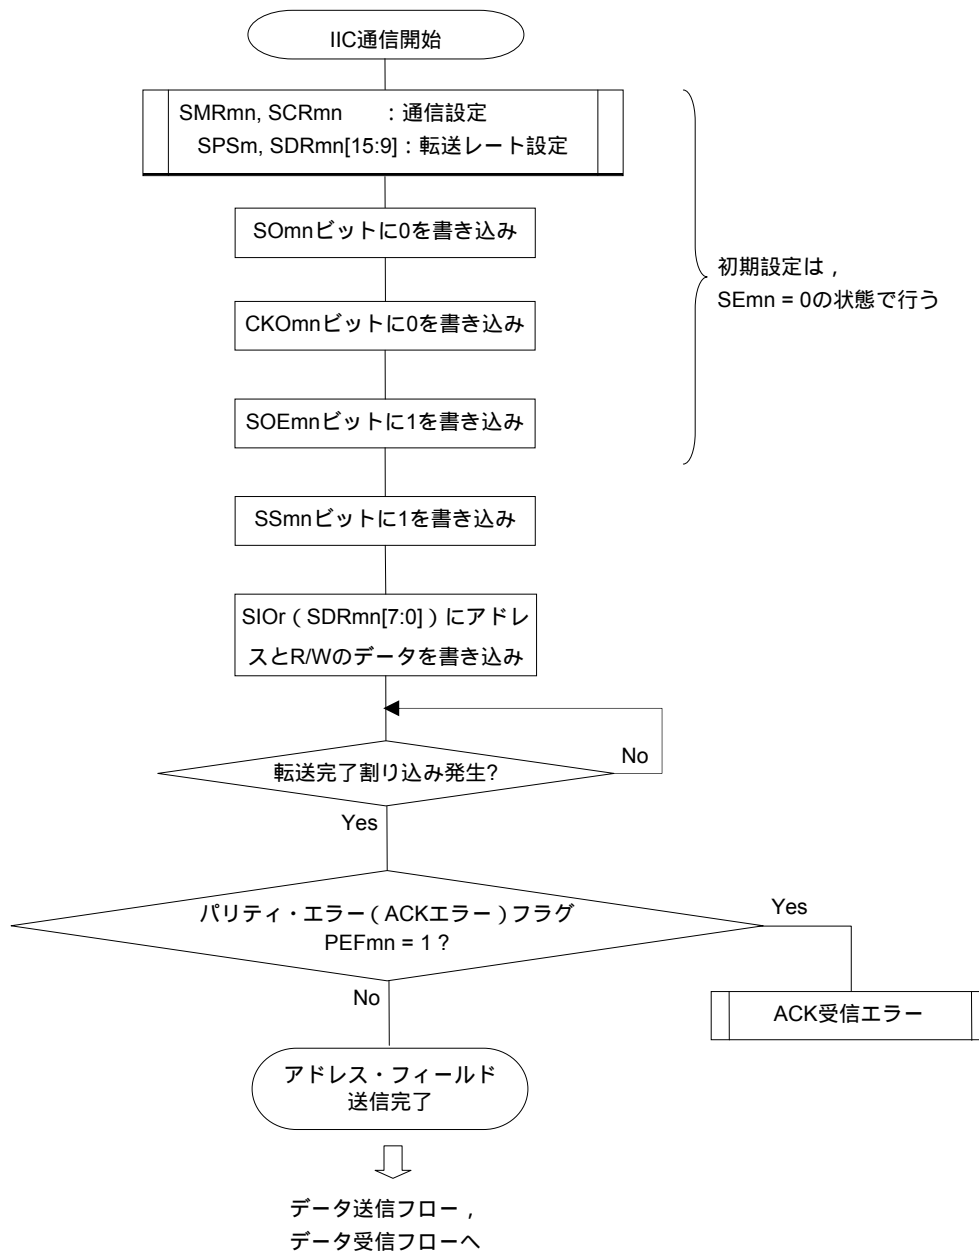 IIC通信開始
SMRmn, SCRmn ：通信設定
SPSm, SDRmn[15:9]：転送レート設定
SOmnビットに0を書き込み
初期設定は，
SEmn = 0の状態で行う
CKOmnビットに0を書き込み
SOEmnビットに1を書き込み
SSmnビットに1を書き込み
SIOr（SDRmn[7:0]）にアドレ
スとR/Wのデータを書き込み
転送完了割り込み発生?
No
Yes
パリティ・エラー（ACKエラー）フラグ
PEFmn = 1 ?
Yes
No
ACK受信エラー
アドレス・フィールド
送信完了
データ送信フロー，
データ受信フローへ